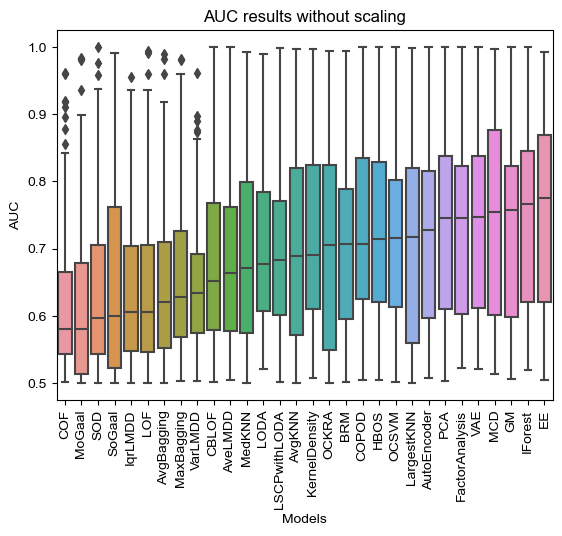 AUC results without scaling
1.0
0.9
0.8
0.7
0.6
0.5
AUC
COF
MoGaal
SOD
SoGaal
IqrLMDD
LOF
AvgBagging
MaxBagging
VarLMDD
CBLOF
AveLMDD
MedKNN
LODA
LSCPwithLODA
AvgKNN
KernelDensity
OCKRA
BRM
COPOD
HBOS
OCSVM
LargestKNN
AutoEncoder
PCA
FactorAnalysis
VAE
MCD
GM
IForest
EE
Models